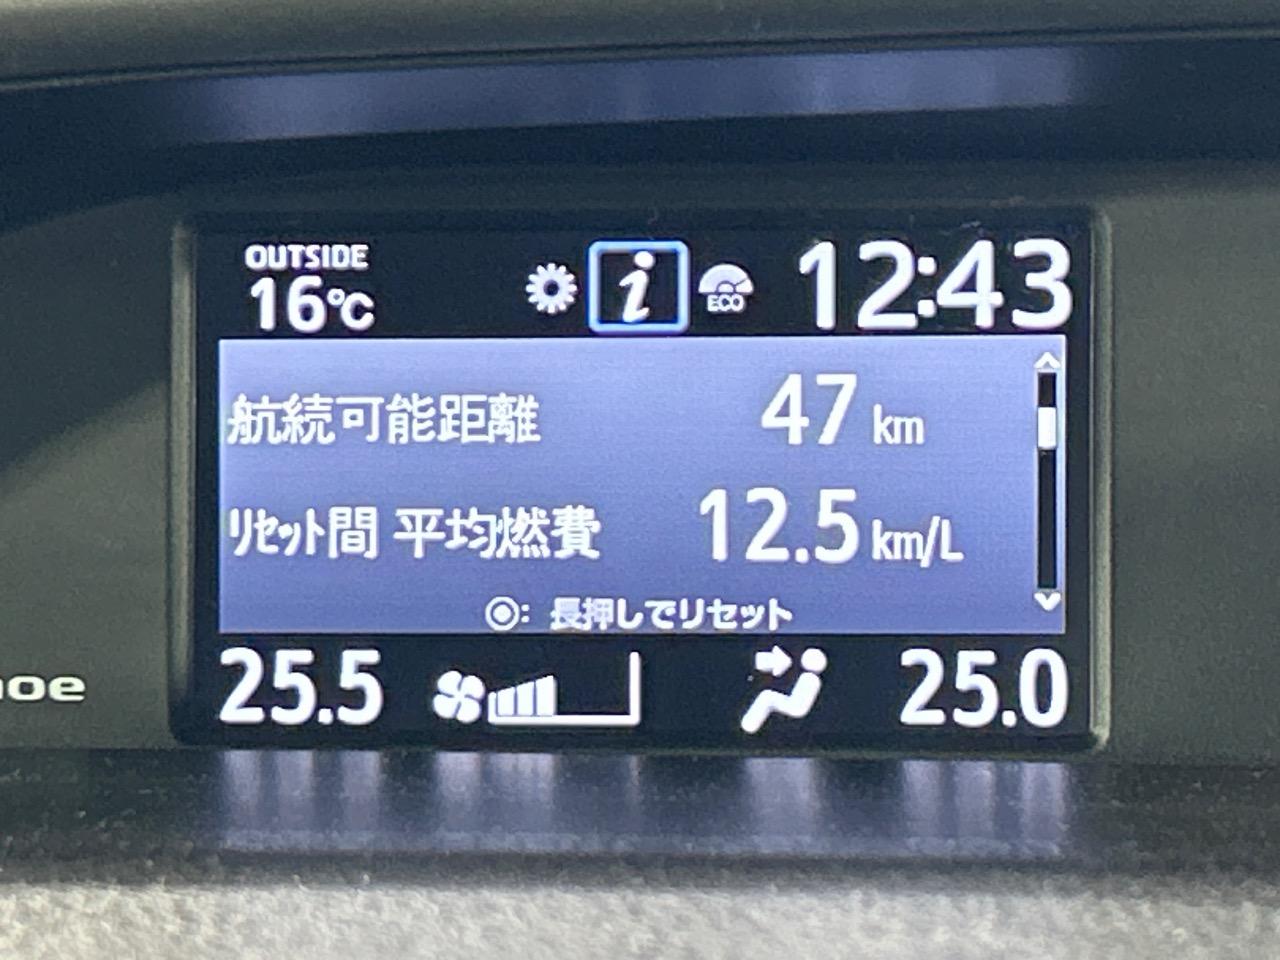 OUTSIDE
16℃
i
ECO
12:43
航続可能距離 47 km
リセット間 平均燃費 12.5 km/L
◎: 長押しでリセット
25.5
25.0